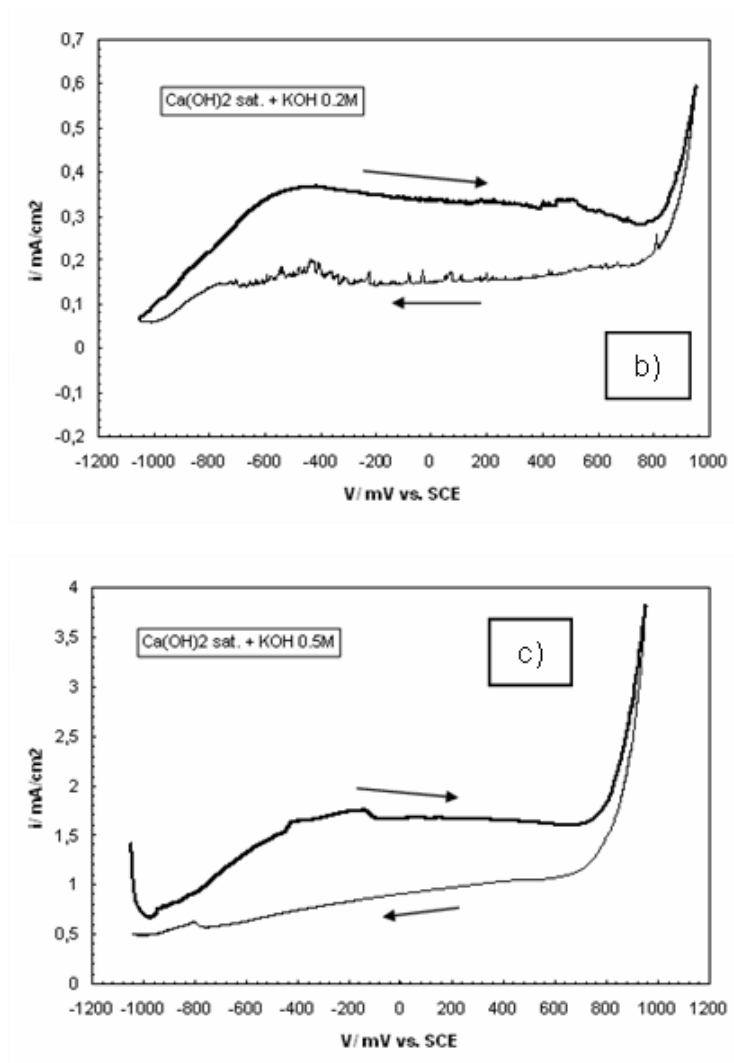 0,7
0,6
Ca(OH)2 sat. + KOH 0.2M
0,5
0,4
0,3
0,2
0,1
0
-0,1
-0,2
i/ mA/cm2
b)
-1200 -1000 -800 -600 -400 -200 0 200 400 600 800 1000
V/ mV vs. SCE
4
3,5
Ca(OH)2 sat. + KOH 0.5M
c)
3
2,5
2
1,5
1
0,5
0
i/ mA/cm2
-1200 -1000 -800 -600 -400 -200 0 200 400 600 800 1000 1200
V/ mV vs. SCE